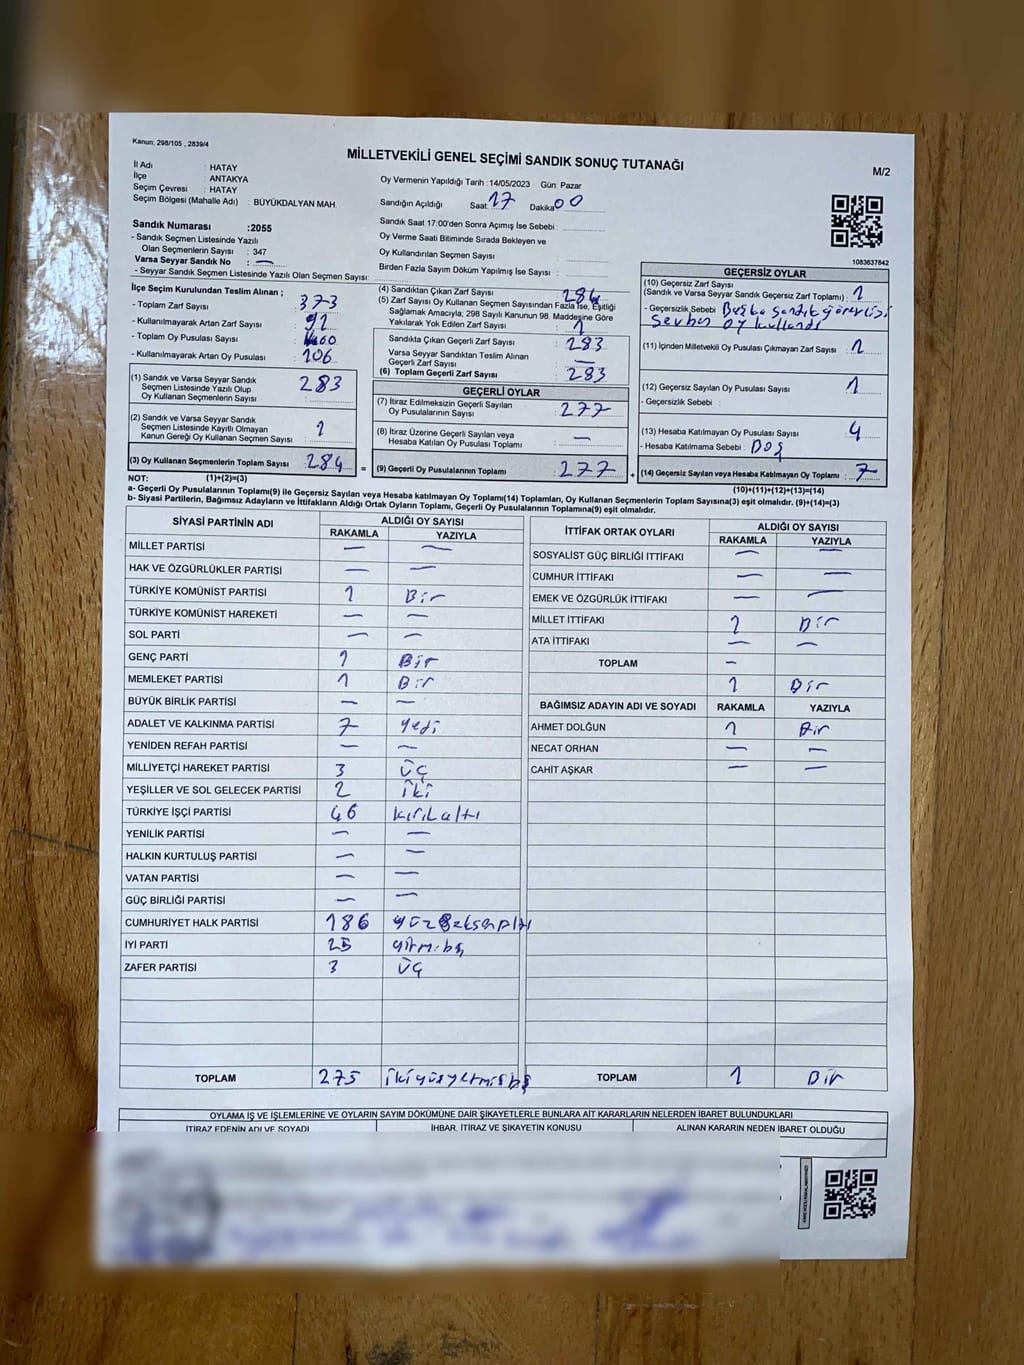 Kanun; 298/105 , 2839/4
MİLLETVEKİLİ GENEL SEÇİMİ SANDIK SONUÇ TUTANAĞI
M/2
İl Adı : HATAY
İlçe : ANTAKYA
Seçim Çevresi : HATAY
Seçim Bölgesi (Mahalle Adı) : BÜYÜKDALYAN MAH.
Oy Vermenin Yapıldığı Tarih :14/05/2023 Gün: Pazar
Sandığın Açıldığı Saat: 17 Dakika 00
Sandık Saat 17:00'den Sonra Açımış İse Sebebi :
Oy Verme Saati Bitiminde Sırada Bekleyen ve
Oy Kullandırılan Seçmen Sayısı :
Birden Fazla Sayım Döküm Yapılmış İse Sayısı :
Sandık Numarası :2055
- Sandık Seçmen Listesinde Yazılı
Olan Seçmenlerin Sayısı : 347
Varsa Seyyar Sandık No : —
- Seyyar Sandık Seçmen Listesinde Yazılı Olan Seçmen Sayısı:
İlçe Seçim Kurulundan Teslim Alınan ;
- Toplam Zarf Sayısı : 373
- Kullanılmayarak Artan Zarf Sayısı : 92
- Toplam Oy Pusulası Sayısı :
- Kullanılmayarak Artan Oy Pusulası : 106
(1) Sandık ve Varsa Seyyar Sandık
Seçmen Listesinde Yazılı Olup
Oy Kullanan Seçmenlerin Sayısı : 283
(2) Sandık ve Varsa Seyyar Sandık
Seçmen Listesinde Kayıtlı Olmayan
Kanun Gereği Oy Kullanan Seçmen Sayısı : 1
(3) Oy Kullanan Seçmenlerin Toplam Sayısı : 284
(4) Sandıktan Çıkan Zarf Sayısı : 284
(5) Zarf Sayısı Oy Kullanan Seçmen Sayısından Fazla İse, Eşitliği
Sağlamak Amacıyla; 298 Sayılı Kanunun 98. Maddesine Göre
Yakılarak Yok Edilen Zarf Sayısı : 1
Sandıkta Çıkan Geçerli Zarf Sayısı : 283
Varsa Seyyar Sandıktan Teslim Alınan
Geçerli Zarf Sayısı : —
(6) Toplam Geçerli Zarf Sayısı : 283
GEÇERLİ OYLAR
(7) İtiraz Edilmeksizin Geçerli Sayılan
Oy Pusulalarının Sayısı : 277
(8) İtiraz Üzerine Geçerli Sayılan veya
Hesaba Katılan Oy Pusulası Toplamı : —
= (9) Geçerli Oy Pusulalarının Toplamı : 277
1083637842
GEÇERSİZ OYLAR
(10) Geçersiz Zarf Sayısı
(Sandık ve Varsa Seyyar Sandık Geçersiz Zarf Toplamı) : 1
- Geçersizlik Sebebi : Başka sandık görevlisi
oy kullandı
(11) İçinden Milletvekili Oy Pusulası Çıkmayan Zarf Sayısı : 1
(12) Geçersiz Sayılan Oy Pusulası Sayısı : 1
- Geçersizlik Sebebi :
(13) Hesaba Katılmayan Oy Pusulası Sayısı : 4
- Hesaba Katılmama Sebebi : Boş
+ (14) Geçersiz Sayılan veya Hesaba Katılmayan Oy Toplamı : 7
NOT: (1)+(2)=(3)
(10)+(11)+(12)+(13)=(14)
a- Geçerli Oy Pusulalarının Toplamı(9) ile Geçersiz Sayılan veya Hesaba katılmayan Oy Toplamı(14) Toplamları, Oy Kullanan Seçmenlerin Toplam Sayısına(3) eşit olmalıdır. (9)+(14)=(3)
b- Siyasi Partilerin, Bağımsız Adayların ve İttifakların Aldığı Ortak Oyların Toplamı, Geçerli Oy Pusulalarının Toplamına(9) eşit olmalıdır.
SİYASİ PARTİNİN ADI ALDIĞI OY SAYISI
RAKAMLA YAZIYLA
MİLLET PARTİSİ — —
HAK VE ÖZGÜRLÜKLER PARTİSİ — —
TÜRKİYE KOMÜNİST PARTİSİ 1 Bir
TÜRKİYE KOMÜNİST HAREKETİ — —
SOL PARTİ — —
GENÇ PARTİ 1 Bir
MEMLEKET PARTİSİ 1 Bir
BÜYÜK BİRLİK PARTİSİ — —
ADALET VE KALKINMA PARTİSİ 7 Yedi
YENİDEN REFAH PARTİSİ — —
MİLLİYETÇİ HAREKET PARTİSİ 3 üç
YEŞİLLER VE SOL GELECEK PARTİSİ 2 iki
TÜRKİYE İŞÇİ PARTİSİ 46 kırkaltı
YENİLİK PARTİSİ — —
HALKIN KURTULUŞ PARTİSİ — —
VATAN PARTİSİ — —
GÜÇ BİRLİĞİ PARTİSİ — —
CUMHURİYET HALK PARTİSİ 186 yüzseksenaltı
İYİ PARTİ 25 yirmibeş
ZAFER PARTİSİ 3 üç
TOPLAM 275 ikiyüzyetmişbeş
İTTİFAK ORTAK OYLARI ALDIĞI OY SAYISI
RAKAMLA YAZIYLA
SOSYALİST GÜÇ BİRLİĞİ İTTİFAKI — —
CUMHUR İTTİFAKI — —
EMEK VE ÖZGÜRLÜK İTTİFAKI — —
MİLLET İTTİFAKI 1 Bir
ATA İTTİFAKI — —
TOPLAM —
1 Bir
BAĞIMSIZ ADAYIN ADI VE SOYADI RAKAMLA YAZIYLA
AHMET DOLĞUN 1 Bir
NECAT ORHAN — —
CAHİT AŞKAR — —
TOPLAM 1 Bir
OYLAMA İŞ VE İŞLEMLERİNE VE OYLARIN SAYIM DÖKÜMÜNE DAİR ŞİKAYETLERLE BUNLARA AİT KARARLARIN NELERDEN İBARET BULUNDUKLARI
İTİRAZ EDENİN ADI VE SOYADI İHBAR, İTİRAZ VE ŞİKAYETİN KONUSU ALINAN KARARIN NEDEN İBARET OLDUĞU